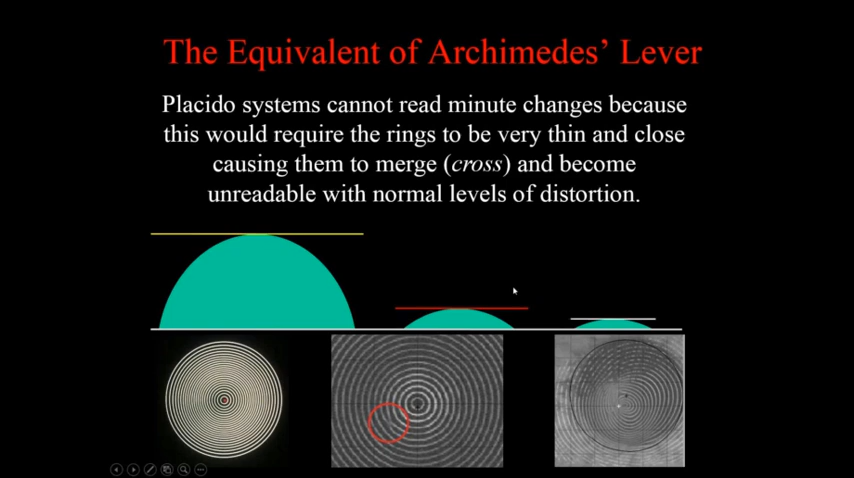 The Equivalent of Archimedes’ Lever
Placido systems cannot read minute changes because
this would require the rings to be very thin and close
causing them to merge (cross) and become
unreadable with normal levels of distortion.